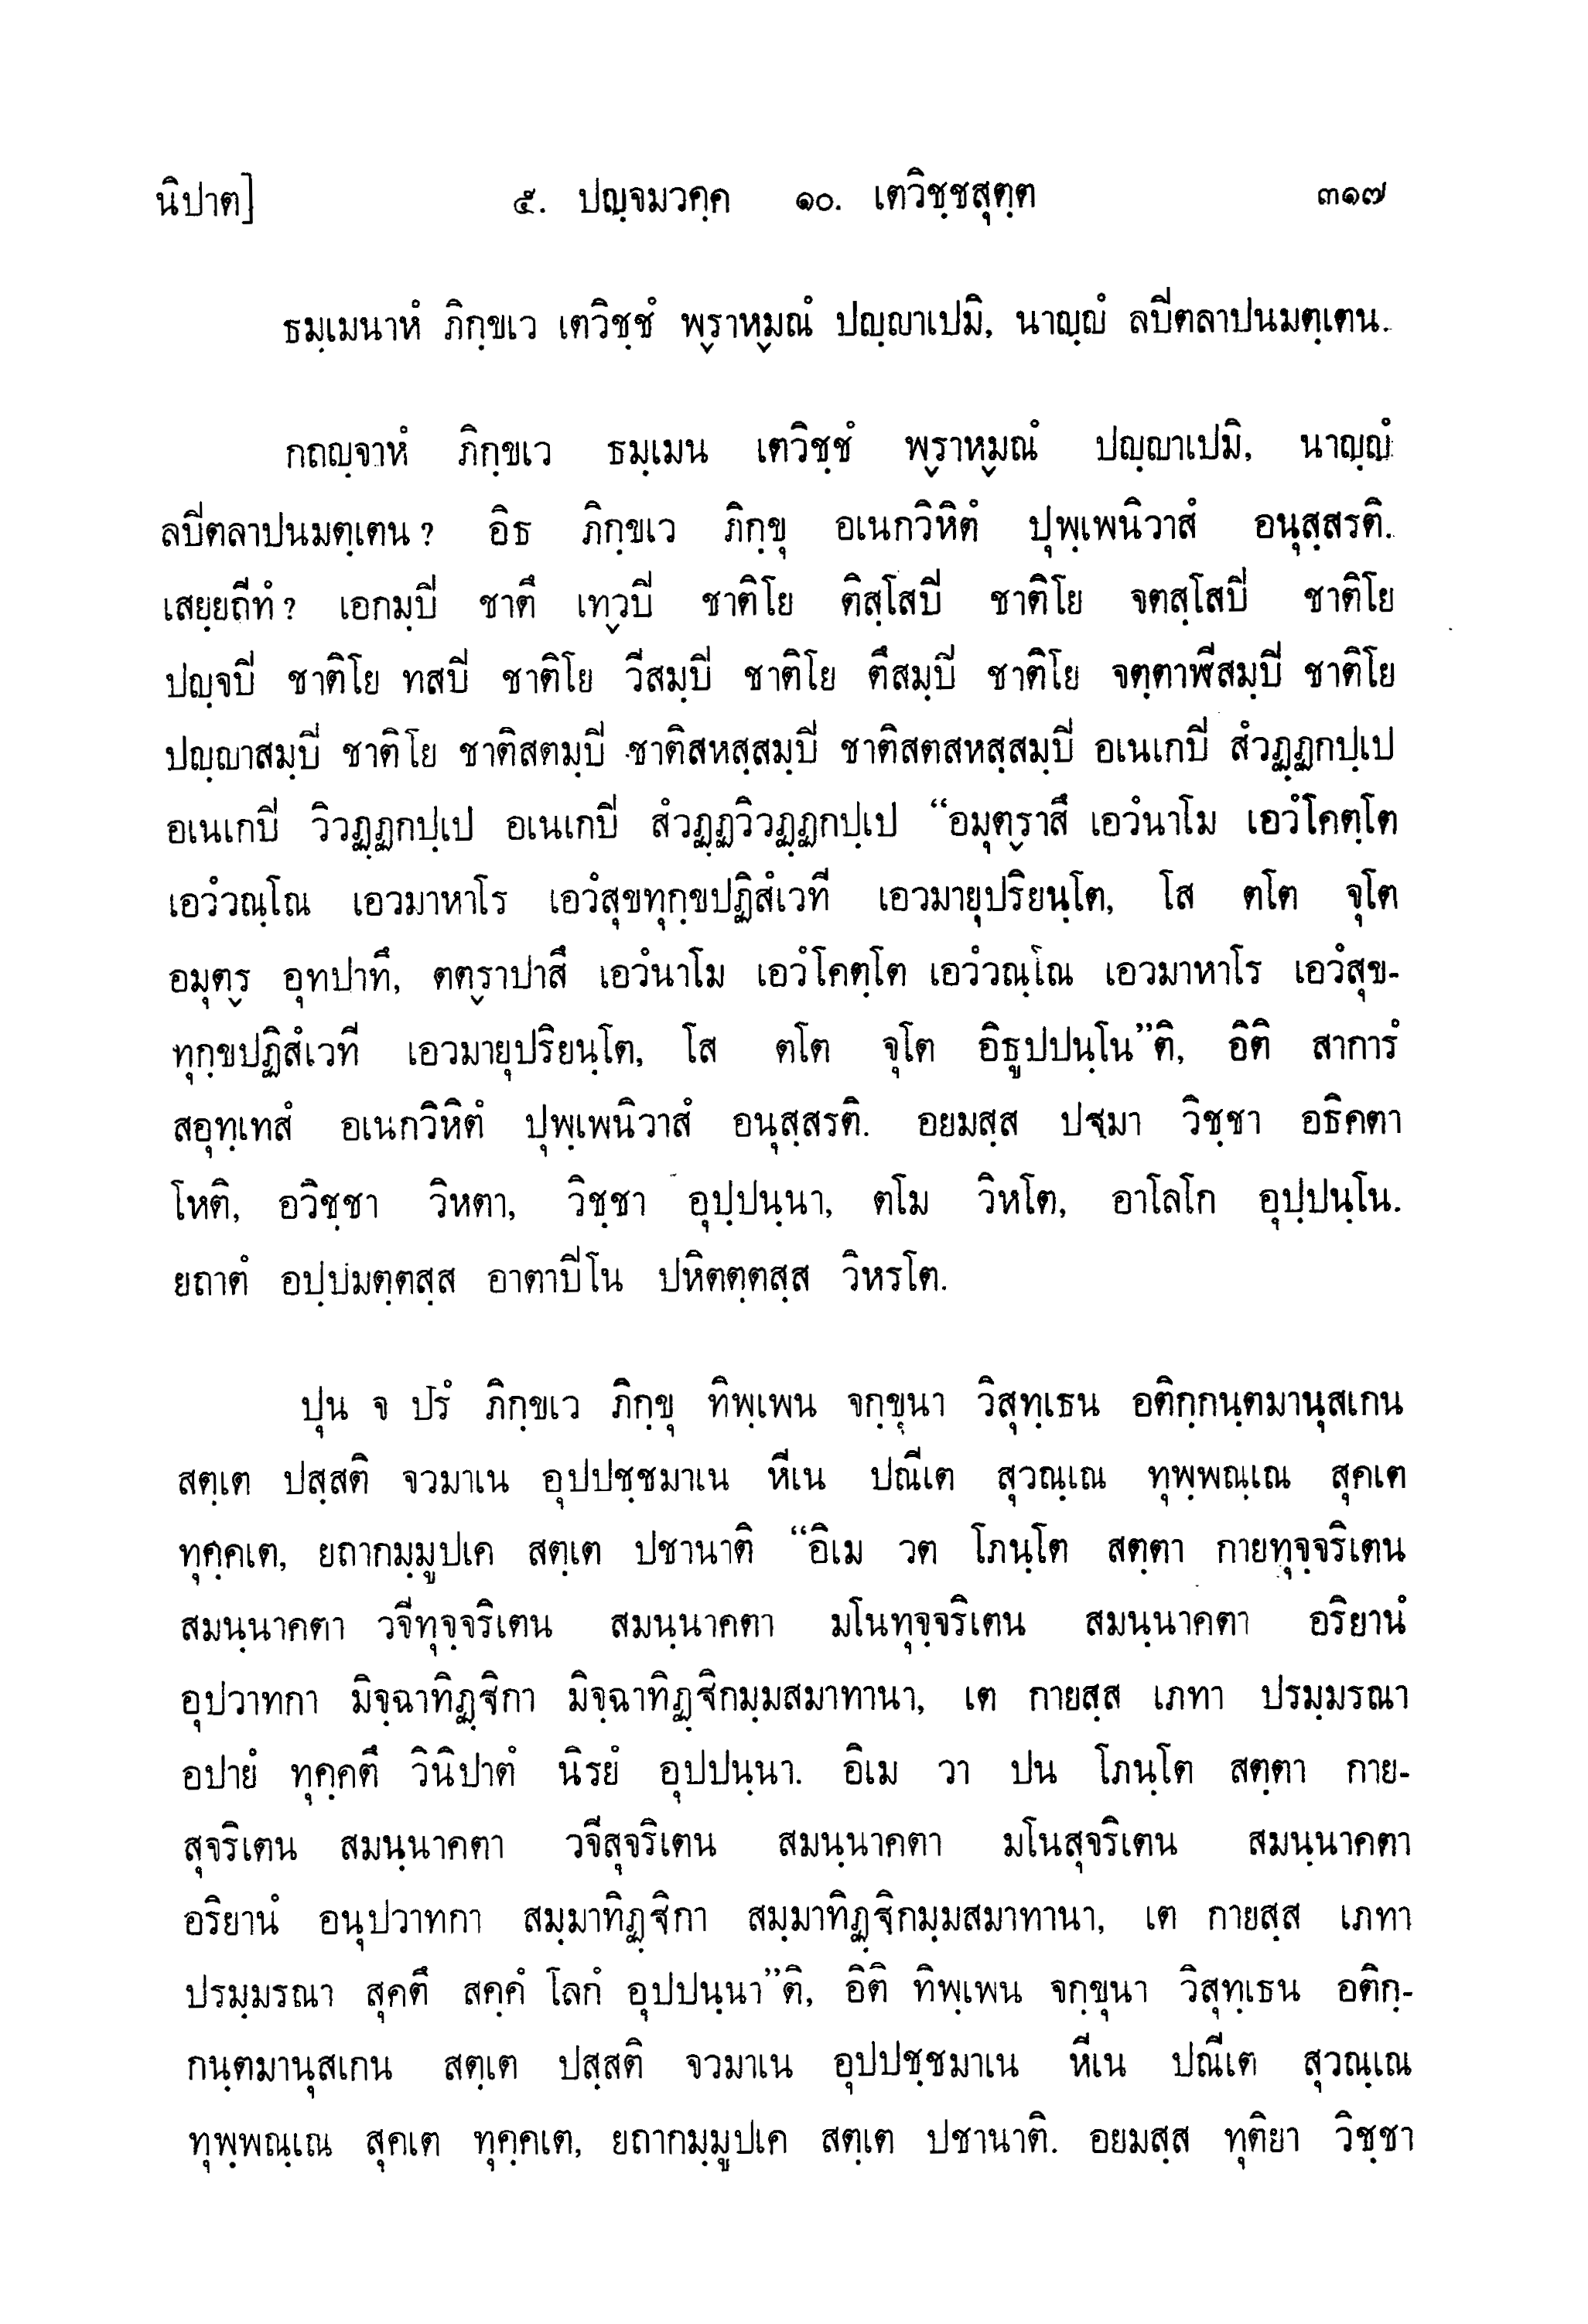 นิปาต] ๕. ปญฺจมวคฺค ๑๐. เตวิชฺชสุตฺต ๓๑๗
ธมฺเมนาหํ ภิกฺขเว เตวิชฺชํ พ๎ราห๎มณํ ปญฺญาเปมิ, นาญฺญํ ลปิตลาปนมตฺเตน.
กถญฺจาหํ ภิกฺขเว ธมฺเมน เตวิชฺชํ พ๎ราห๎มณํ ปญฺญาเปมิ, นาญฺญํ
ลปิตลาปนมตฺเตน? อิธ ภิกฺขเว ภิกฺขุ อเนกวิหิตํ ปุพฺเพนิวาสํ อนุสฺสรติ.
เสยฺยถีทํ? เอกมฺปิ ชาตึ เท๎วปิ ชาติโย ติสฺโสปิ ชาติโย จตสฺโสปิ ชาติโย
ปญฺจปิ ชาติโย ทสปิ ชาติโย วีสมฺปิ ชาติโย ตึสมฺปิ ชาติโย จตฺตาฬีสมฺปิ ชาติโย
ปญฺญาสมฺปิ ชาติโย ชาติสตมฺปิ ชาติสหสฺสมฺปิ ชาติสตสหสฺสมฺปิ อเนเกปิ สํวฏฺฏกปฺเป
อเนเกปิ วิวฏฺฏกปฺเป อเนเกปิ สํวฏฺฏวิวฏฺฏกปฺเป “อมุต๎ราสึ เอวํนาโม เอวํโคตฺโต
เอวํวณฺโณ เอวมาหาโร เอวํสุขทุกฺขปฏิสํเวที เอวมายุปริยนฺโต, โส ตโต จุโต
อมุต๎ร อุทปาทึ, ตต๎ราปาสึ เอวํนาโม เอวํโคตฺโต เอวํวณฺโณ เอวมาหาโร เอวํสุข-
ทุกฺขปฏิสํเวที เอวมายุปริยนฺโต, โส ตโต จุโต อิธูปปนฺโน”ติ, อิติ สาการํ
สอุทฺเทสํ อเนกวิหิตํ ปุพฺเพนิวาสํ อนุสฺสรติ. อยมสฺส ปฐมา วิชฺชา อธิคตา
โหติ, อวิชฺชา วิหตา, วิชฺชา อุปฺปนฺนา, ตโม วิหโต, อาโลโก อุปฺปนฺโน.
ยถาตํ อปฺปมตฺตสฺส อาตาปิโน ปหิตตฺตสฺส วิหรโต.
ปุน จ ปรํ ภิกฺขเว ภิกฺขุ ทิพฺเพน จกฺขุนา วิสุทฺเธน อติกฺกนฺตมานุสเกน
สตฺเต ปสฺสติ จวมาเน อุปปชฺชมาเน หีเน ปณีเต สุวณฺเณ ทุพฺพณฺเณ สุคเต
ทุคฺคเต, ยถากมฺมูปเค สตฺเต ปชานาติ “อิเม วต โภนฺโต สตฺตา กายทุจฺจริเตน
สมนฺนาคตา วจีทุจฺจริเตน สมนฺนาคตา มโนทุจฺจริเตน สมนฺนาคตา อริยานํ
อุปวาทกา มิจฺฉาทิฏฺฐิกา มิจฺฉาทิฏฺฐิกมฺมสมาทานา, เต กายสฺส เภทา ปรมฺมรณา
อปายํ ทุคฺคตึ วินิปาตํ นิรยํ อุปปนฺนา. อิเม วา ปน โภนฺโต สตฺตา กาย-
สุจริเตน สมนฺนาคตา วจีสุจริเตน สมนฺนาคตา มโนสุจริเตน สมนฺนาคตา
อริยานํ อนุปวาทกา สมฺมาทิฏฺฐิกา สมฺมาทิฏฺฐิกมฺมสมาทานา, เต กายสฺส เภทา
ปรมฺมรณา สุคตึ สคฺคํ โลกํ อุปปนฺนา”ติ, อิติ ทิพฺเพน จกฺขุนา วิสุทฺเธน อติกฺ-
กนฺตมานุสเกน สตฺเต ปสฺสติ จวมาเน อุปปชฺชมาเน หีเน ปณีเต สุวณฺเณ
ทุพฺพณฺเณ สุคเต ทุคฺคเต, ยถากมฺมูปเค สตฺเต ปชานาติ. อยมสฺส ทุติยา วิชฺชา